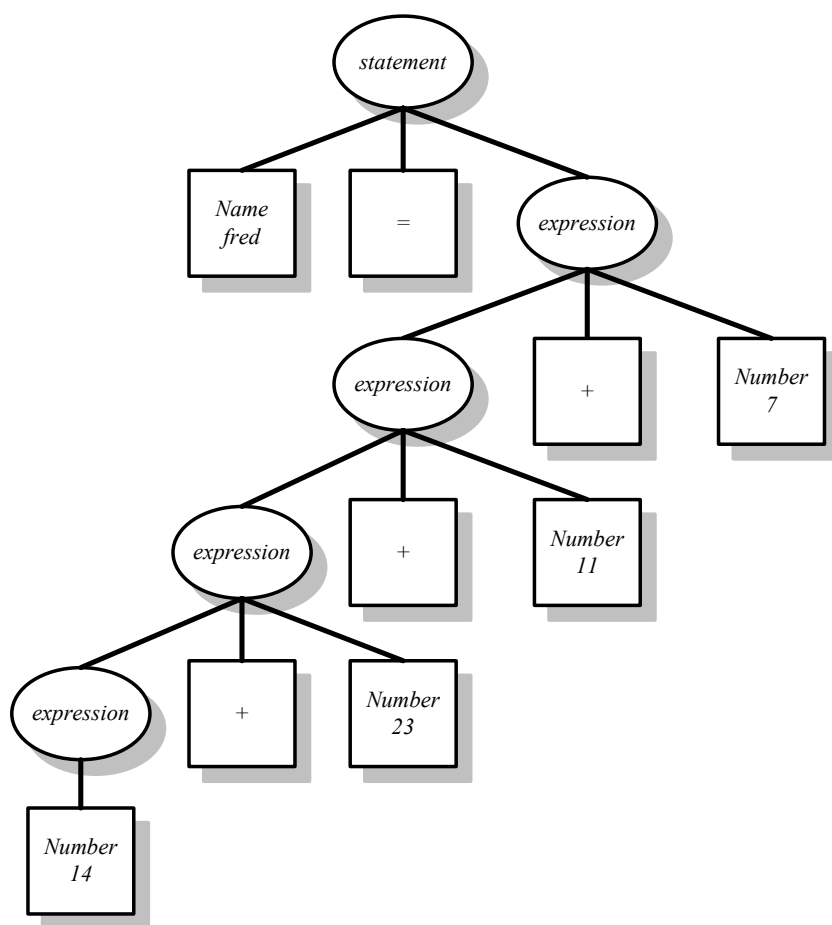 statement
Name
fred
=
expression
expression
+
Number
7
expression
+
Number
11
expression
+
Number
23
Number
14